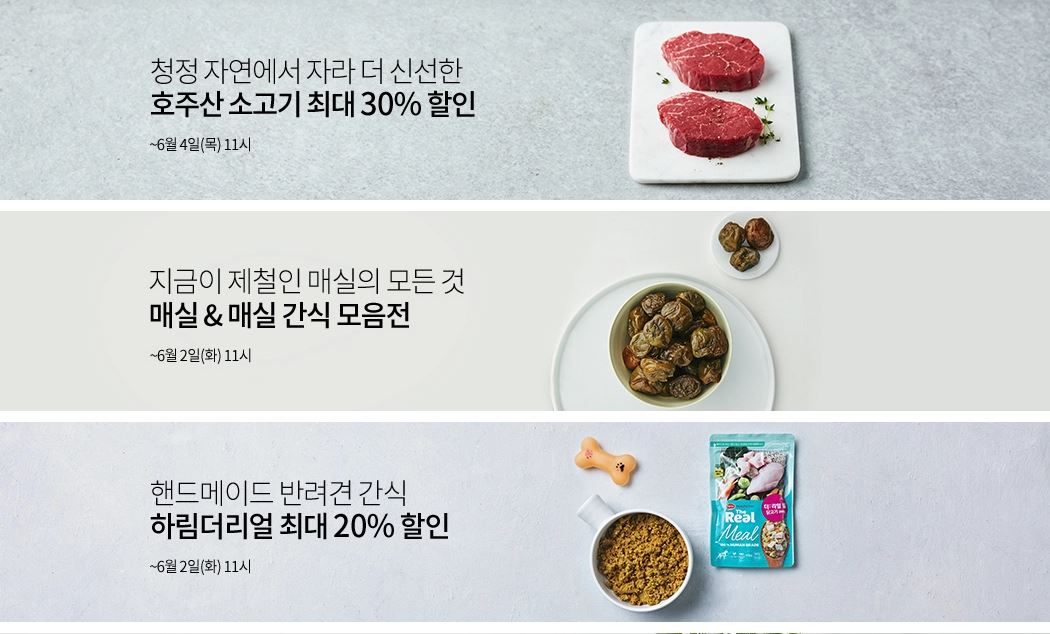 청정 자연에서 자라 더 신선한
호주산 소고기 최대 30% 할인
~6월 4일(목) 11시
지금이 제철인 매실의 모든 것
매실 & 매실 간식 모음전
~6월 2일(화) 11시
핸드메이드 반려견 간식
하림더리얼 최대 20% 할인
~6월 2일(화) 11시
The
Real
Meal